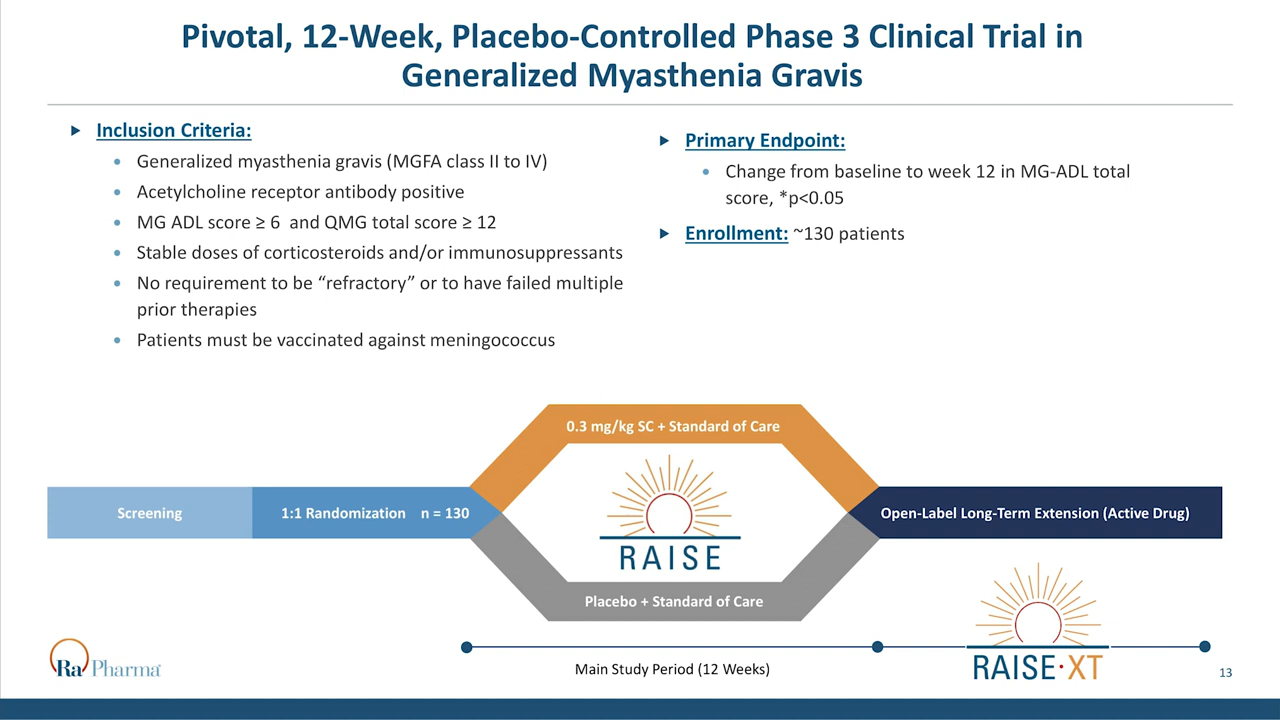 Pivotal, 12-Week, Placebo-Controlled Phase 3 Clinical Trial in
Generalized Myasthenia Gravis
Inclusion Criteria:
Generalized myasthenia gravis (MGFA class II to IV)
Acetylcholine receptor antibody positive
MG ADL score ≥ 6 and QMG total score ≥ 12
Stable doses of corticosteroids and/or immunosuppressants
No requirement to be “refractory” or to have failed multiple
prior therapies
Patients must be vaccinated against meningococcus
Primary Endpoint:
Change from baseline to week 12 in MG-ADL total
score, *p<0.05
Enrollment: ~130 patients
0.3 mg/kg SC + Standard of Care
Screening
1:1 Randomization n = 130
RAISE
Open-Label Long-Term Extension (Active Drug)
Placebo + Standard of Care
Main Study Period (12 Weeks)
RAISE·XT
Ra Pharma
13